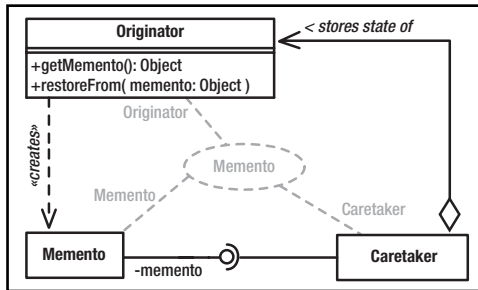 Originator
< stores state of
+getMemento(): Object
+restoreFrom( memento: Object )
Originator
«creates»
Memento
Memento
Caretaker
Memento
-memento
Caretaker